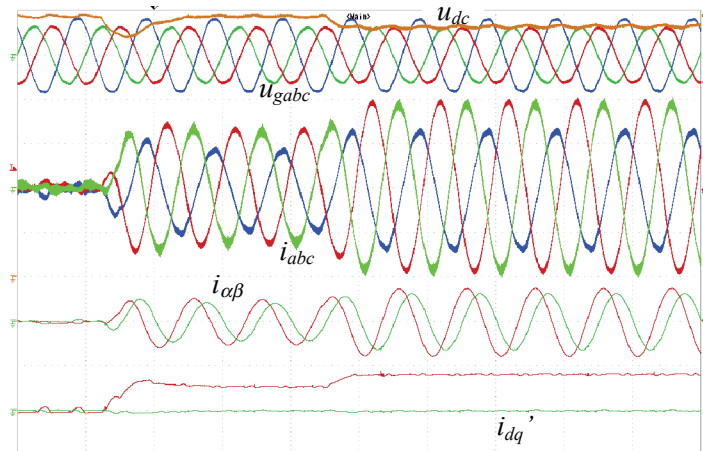 <Main>
u_dc
u_gabc
i_abc
i_αβ
i_dq'